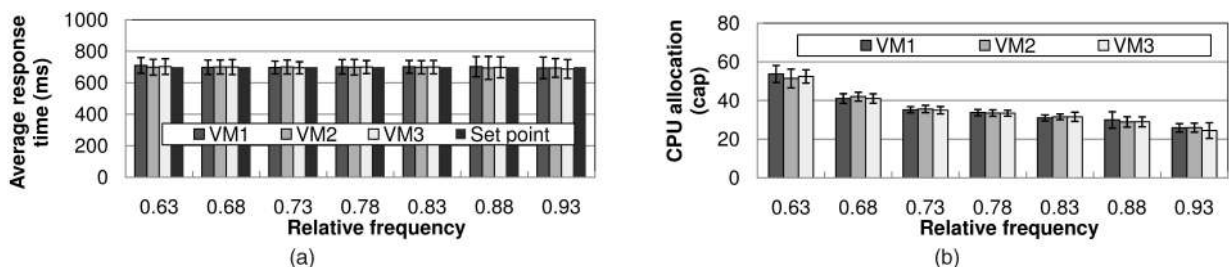 Average response
time (ms)
1000
800
600
400
200
0
VM1 VM2 VM3 Set point
0.63 0.68 0.73 0.78 0.83 0.88 0.93
Relative frequency
(a)
CPU allocation
(cap)
80
60
40
20
0
VM1 VM2 VM3
0.63 0.68 0.73 0.78 0.83 0.88 0.93
Relative frequency
(b)